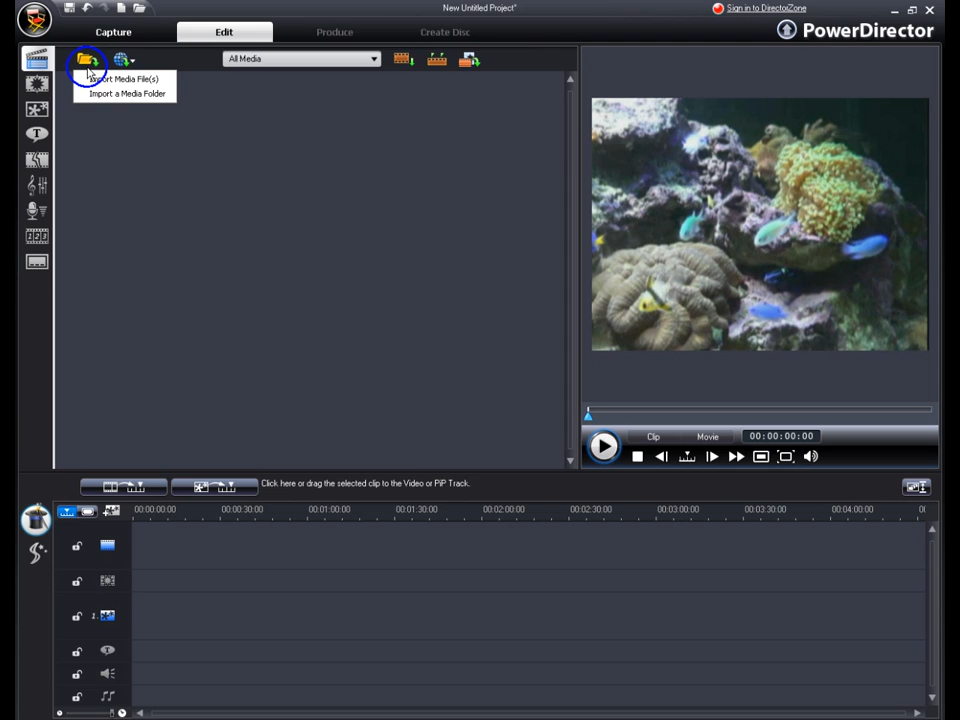 New Untitled Project*
Sign in to DirectorZone
Capture
Edit
Produce
Create Disc
PowerDirector
All Media
Import Media File(s)
Import a Media Folder
T
1 2 3
Clip
Movie
00:00:00:00
Click here or drag the selected clip to the Video or PiP Track.
00:00:00:00
00:00:30:00
00:01:00:00
00:01:30:00
00:02:00:00
00:02:30:00
00:03:00:00
00:03:30:00
00:04:00:00
1.
T